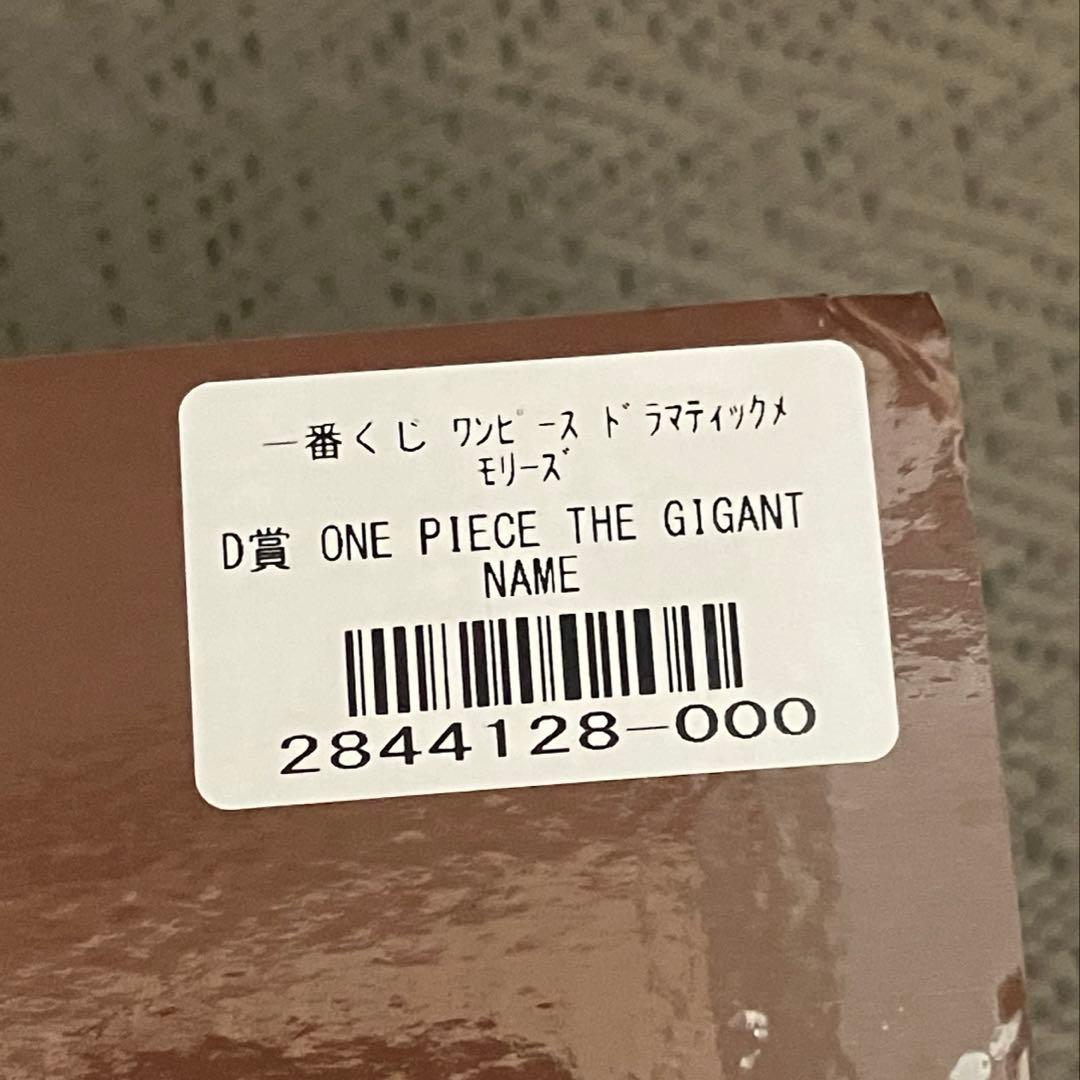 一番くじ ﾜﾝﾋﾟｰｽ ﾄﾞﾗﾏﾃｨｯｸﾒ
ﾓﾘｰｽﾞ
D賞 ONE PIECE THE GIGANT
NAME
2844128-000